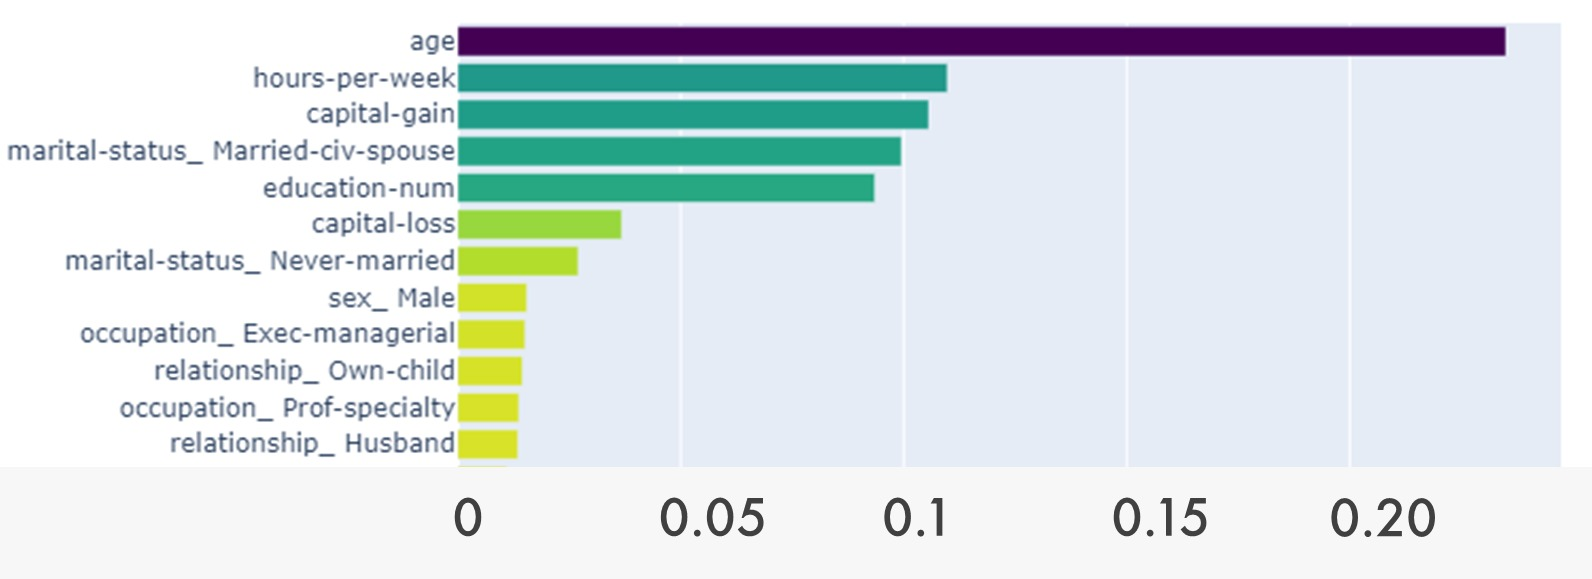 age
hours-per-week
capital-gain
marital-status_ Married-civ-spouse
education-num
capital-loss
marital-status_ Never-married
sex_ Male
occupation_ Exec-managerial
relationship_ Own-child
occupation_ Prof-specialty
relationship_ Husband
0 0.05 0.1 0.15 0.20